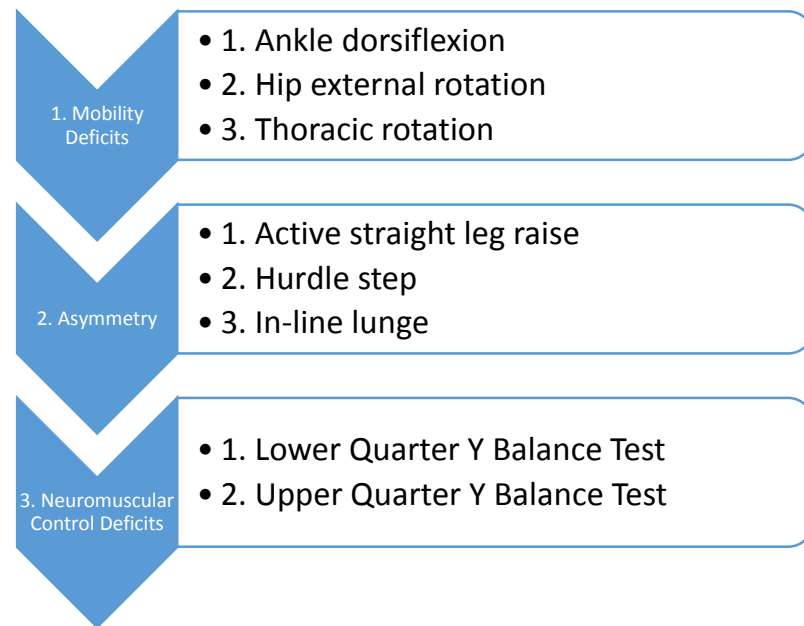 1. Mobility
Deficits
• 1. Ankle dorsiflexion
• 2. Hip external rotation
• 3. Thoracic rotation
2. Asymmetry
• 1. Active straight leg raise
• 2. Hurdle step
• 3. In-line lunge
3. Neuromuscular
Control Deficits
• 1. Lower Quarter Y Balance Test
• 2. Upper Quarter Y Balance Test